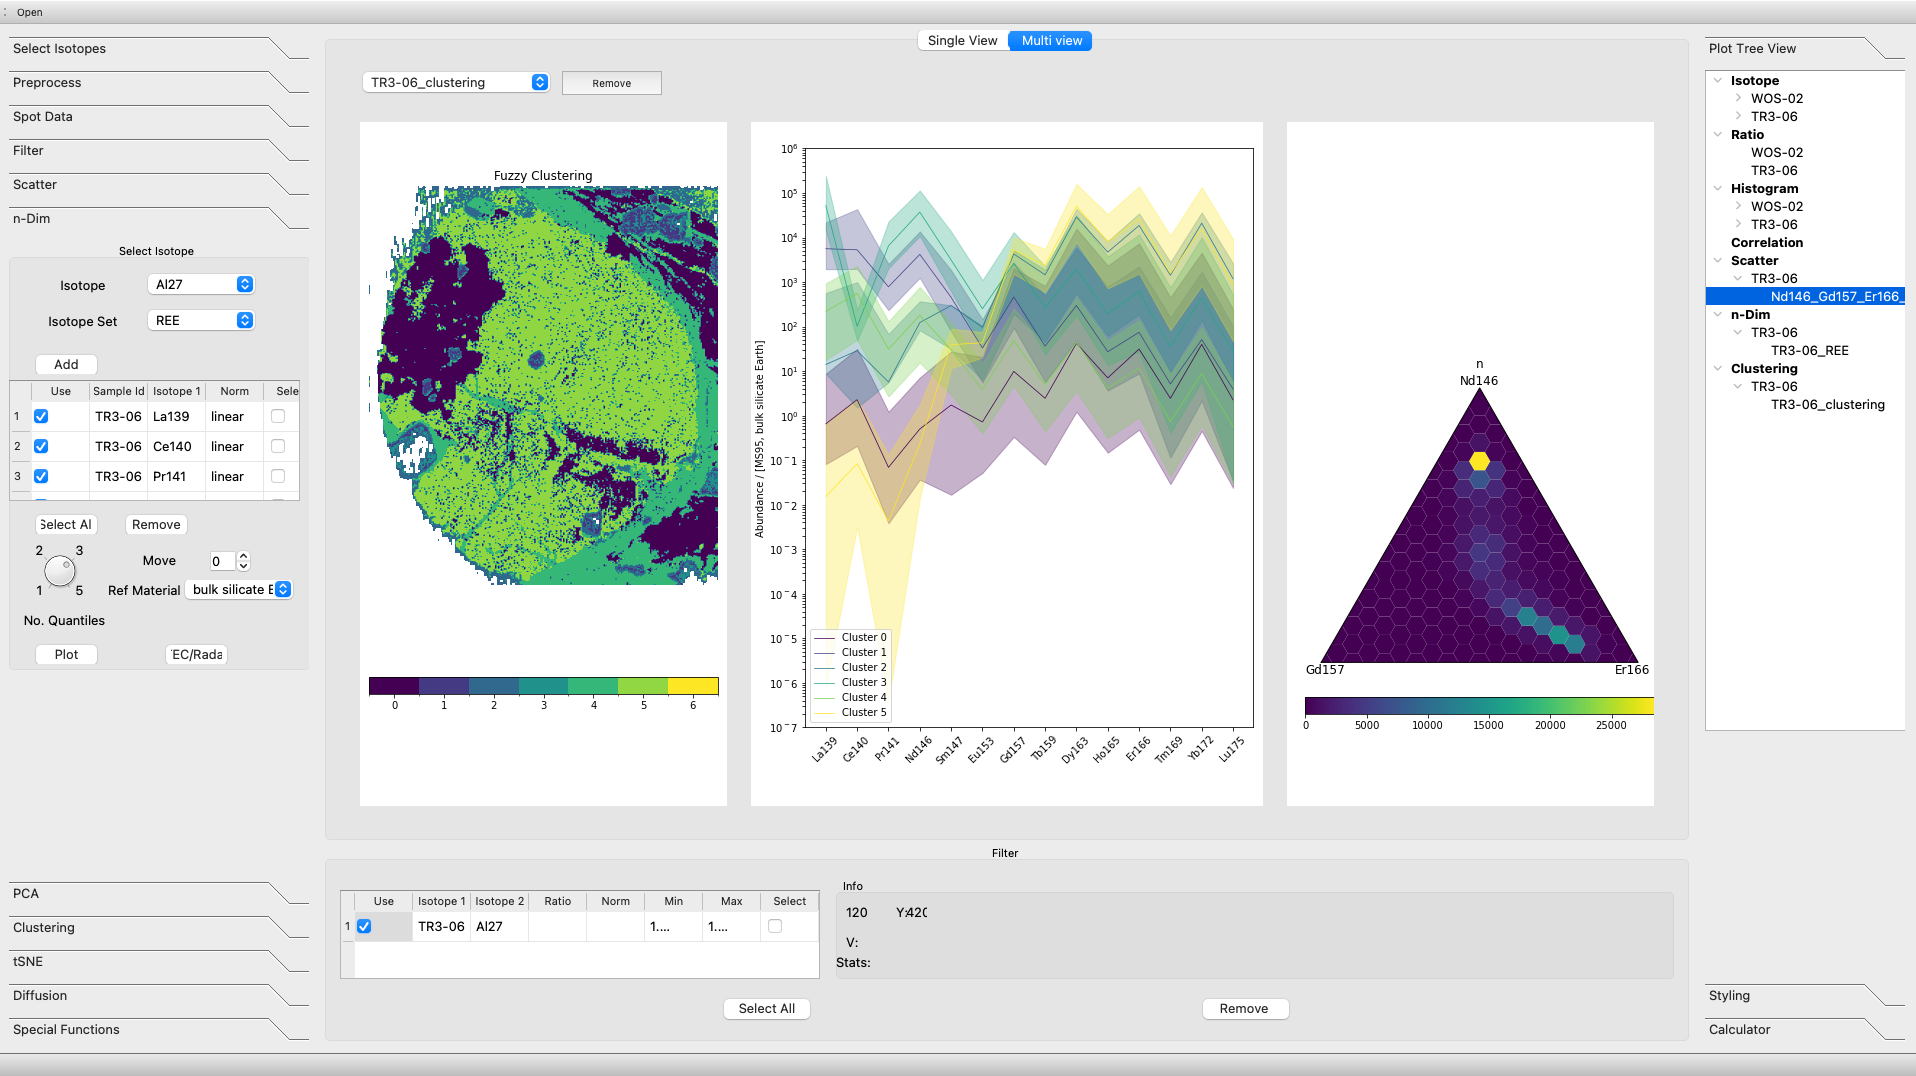 Open
Select Isotopes
Preprocess
Spot Data
Filter
Scatter
n-Dim
Select Isotope
Isotope
Al27
Isotope Set
REE
Add
Use Sample Id Isotope 1 Norm Sele
1 TR3-06 La139 linear
2 TR3-06 Ce140 linear
3 TR3-06 Pr141 linear
Select Al
Remove
2 3
1 5
Move 0
Ref Material bulk silicate E
No. Quantiles
Plot
EC/Rada
PCA
Clustering
tSNE
Diffusion
Special Functions
Single View Multi view
TR3-06_clustering
Remove
Fuzzy Clustering
0 1 2 3 4 5 6
Abundance / [MS95, bulk silicate Earth]
10^6
10^5
10^4
10^3
10^2
10^1
10^0
10^−1
10^−2
10^−3
10^−4
10^−5
10^−6
10^−7
Cluster 0
Cluster 1
Cluster 2
Cluster 3
Cluster 4
Cluster 5
La139 Ce140 Pr141 Nd146 Sm147 Eu153 Gd157 Tb159 Dy163 Ho165 Er166 Tm169 Yb172 Lu175
n
Nd146
Gd157 Er166
0 5000 10000 15000 20000 25000
Filter
Use Isotope 1 Isotope 2 Ratio Norm Min Max Select
1 TR3-06 Al27 1.... 1....
Info
120
V:
Stats:
Select All
Remove
Plot Tree View
Isotope
WOS-02
TR3-06
Ratio
WOS-02
TR3-06
Histogram
WOS-02
TR3-06
Correlation
Scatter
TR3-06
Nd146_Gd157_Er166_
n-Dim
TR3-06
TR3-06_REE
Clustering
TR3-06
TR3-06_clustering
Styling
Calculator